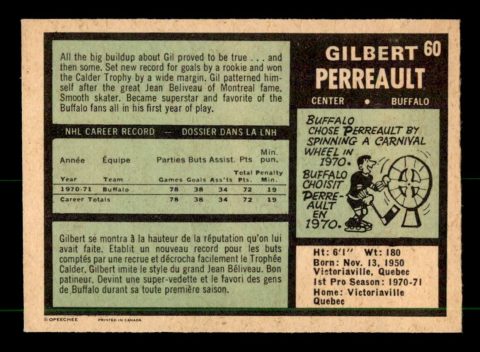 All the big buildup about Gil proved to be true . . . and
then some. Set new record for goals by a rookie and won
the Calder Trophy by a wide margin. Gil patterned him-
self after the great Jean Beliveau of Montreal fame.
Smooth skater. Became superstar and favorite of the
Buffalo fans all in his first year of play.
NHL CAREER RECORD — DOSSIER DANS LA LNH
Année Équipe Parties Buts Assist. Pts. Min. pun.
Year Team Games Goals Ass'ts Total Pts. Penalty Min.
1970-71 Buffalo 78 38 34 72 19
Career Totals 78 38 34 72 19
Gilbert se montra à la hauteur de la réputation qu'on lui
avait faite. Etablit un nouveau record pour les buts
comptés par une recrue et décrocha facilement le Trophée
Calder. Gilbert imite le style du grand Jean Béliveau. Bon
patineur. Devint une super-vedette et le favori des gens
de Buffalo durant sa toute première saison.
© OPEECHEE PRINTED IN CANADA
GILBERT 60
PERREAULT
CENTER • BUFFALO
BUFFALO
CHOSE PERREAULT BY
SPINNING A CARNIVAL
WHEEL IN
1970.
BUFFALO
CHOISIT
PERRE-
AULT
EN
1970.
Ht: 6'1" Wt: 180
Born: Nov. 13, 1950
Victoriaville, Quebec
1st Pro Season: 1970-71
Home: Victoriaville
Quebec